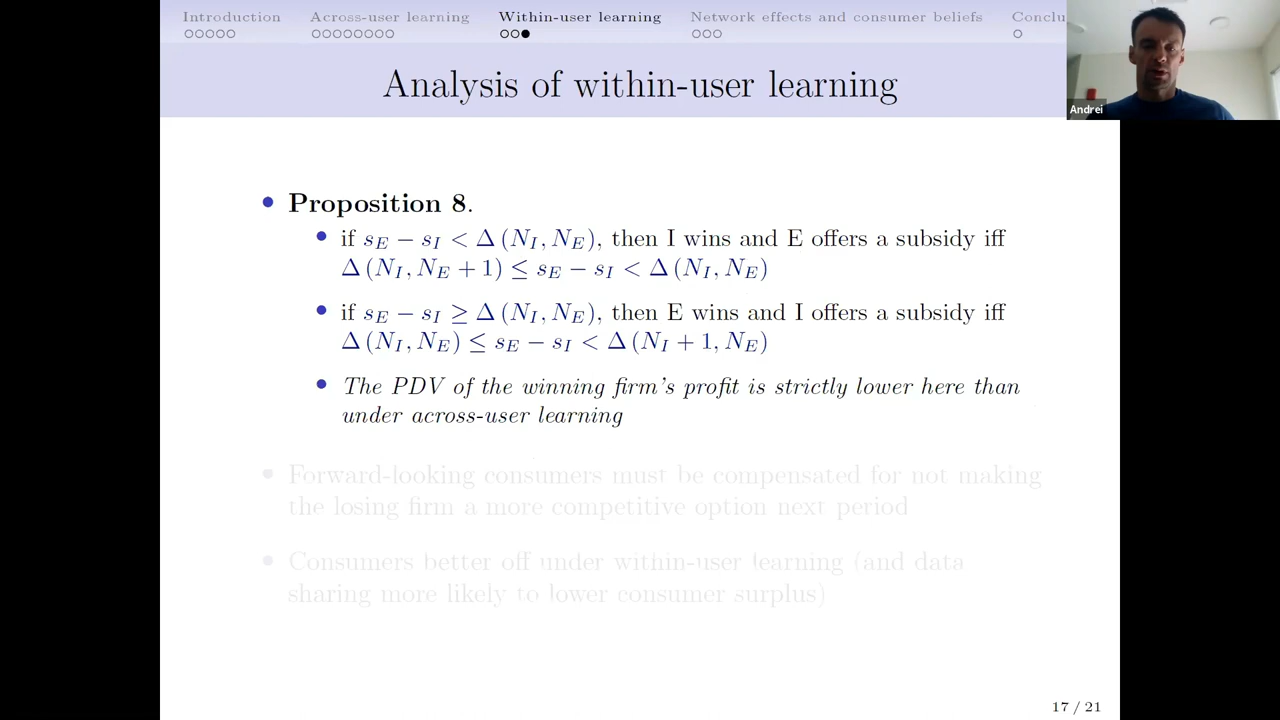 Introduction Across-user learning Within-user learning Network effects and consumer beliefs Conclu
Analysis of within-user learning
Andrei
Proposition 8.
if s_E − s_I < Δ (N_I, N_E), then I wins and E offers a subsidy iff
Δ (N_I, N_E + 1) ≤ s_E − s_I < Δ (N_I, N_E)
if s_E − s_I ≥ Δ (N_I, N_E), then E wins and I offers a subsidy iff
Δ (N_I, N_E) ≤ s_E − s_I < Δ (N_I + 1, N_E)
The PDV of the winning firm's profit is strictly lower here than
under across-user learning
Forward-looking consumers must be compensated for not making
the losing firm a more competitive option next period
Consumers better off under within-user learning (and data
sharing more likely to lower consumer surplus)
17 / 21